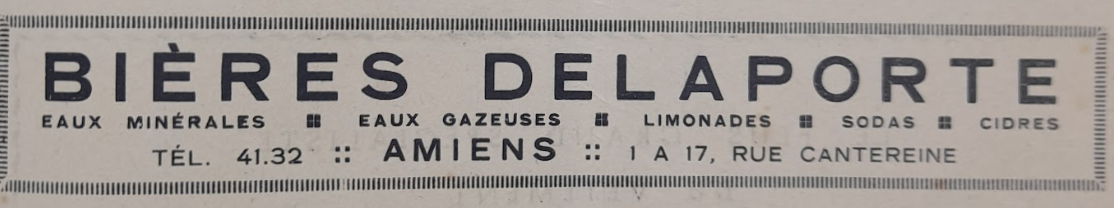 BIÈRES DELAPORTE
EAUX MINÉRALES EAUX GAZEUSES LIMONADES SODAS CIDRES
TÉL. 41.32 :: AMIENS :: 1 A 17, RUE CANTEREINE